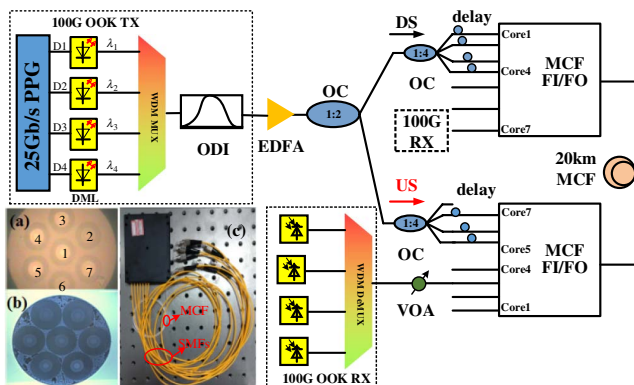 100G OOK TX
25Gb/s PPG
D1
λ1
D2
λ2
D3
λ3
D4
λ4
DML
WDM MUX
ODI
EDFA
OC
1:2
DS
1:4
OC
delay
Core1
Core4
Core7
MCF
FI/FO
100G
RX
20km
MCF
US
1:4
OC
delay
Core7
Core5
Core4
Core1
MCF
FI/FO
VOA
WDM DeMUX
100G OOK RX
(a)
3
4
2
1
5
7
6
(b)
(c)
MCF
SMFs